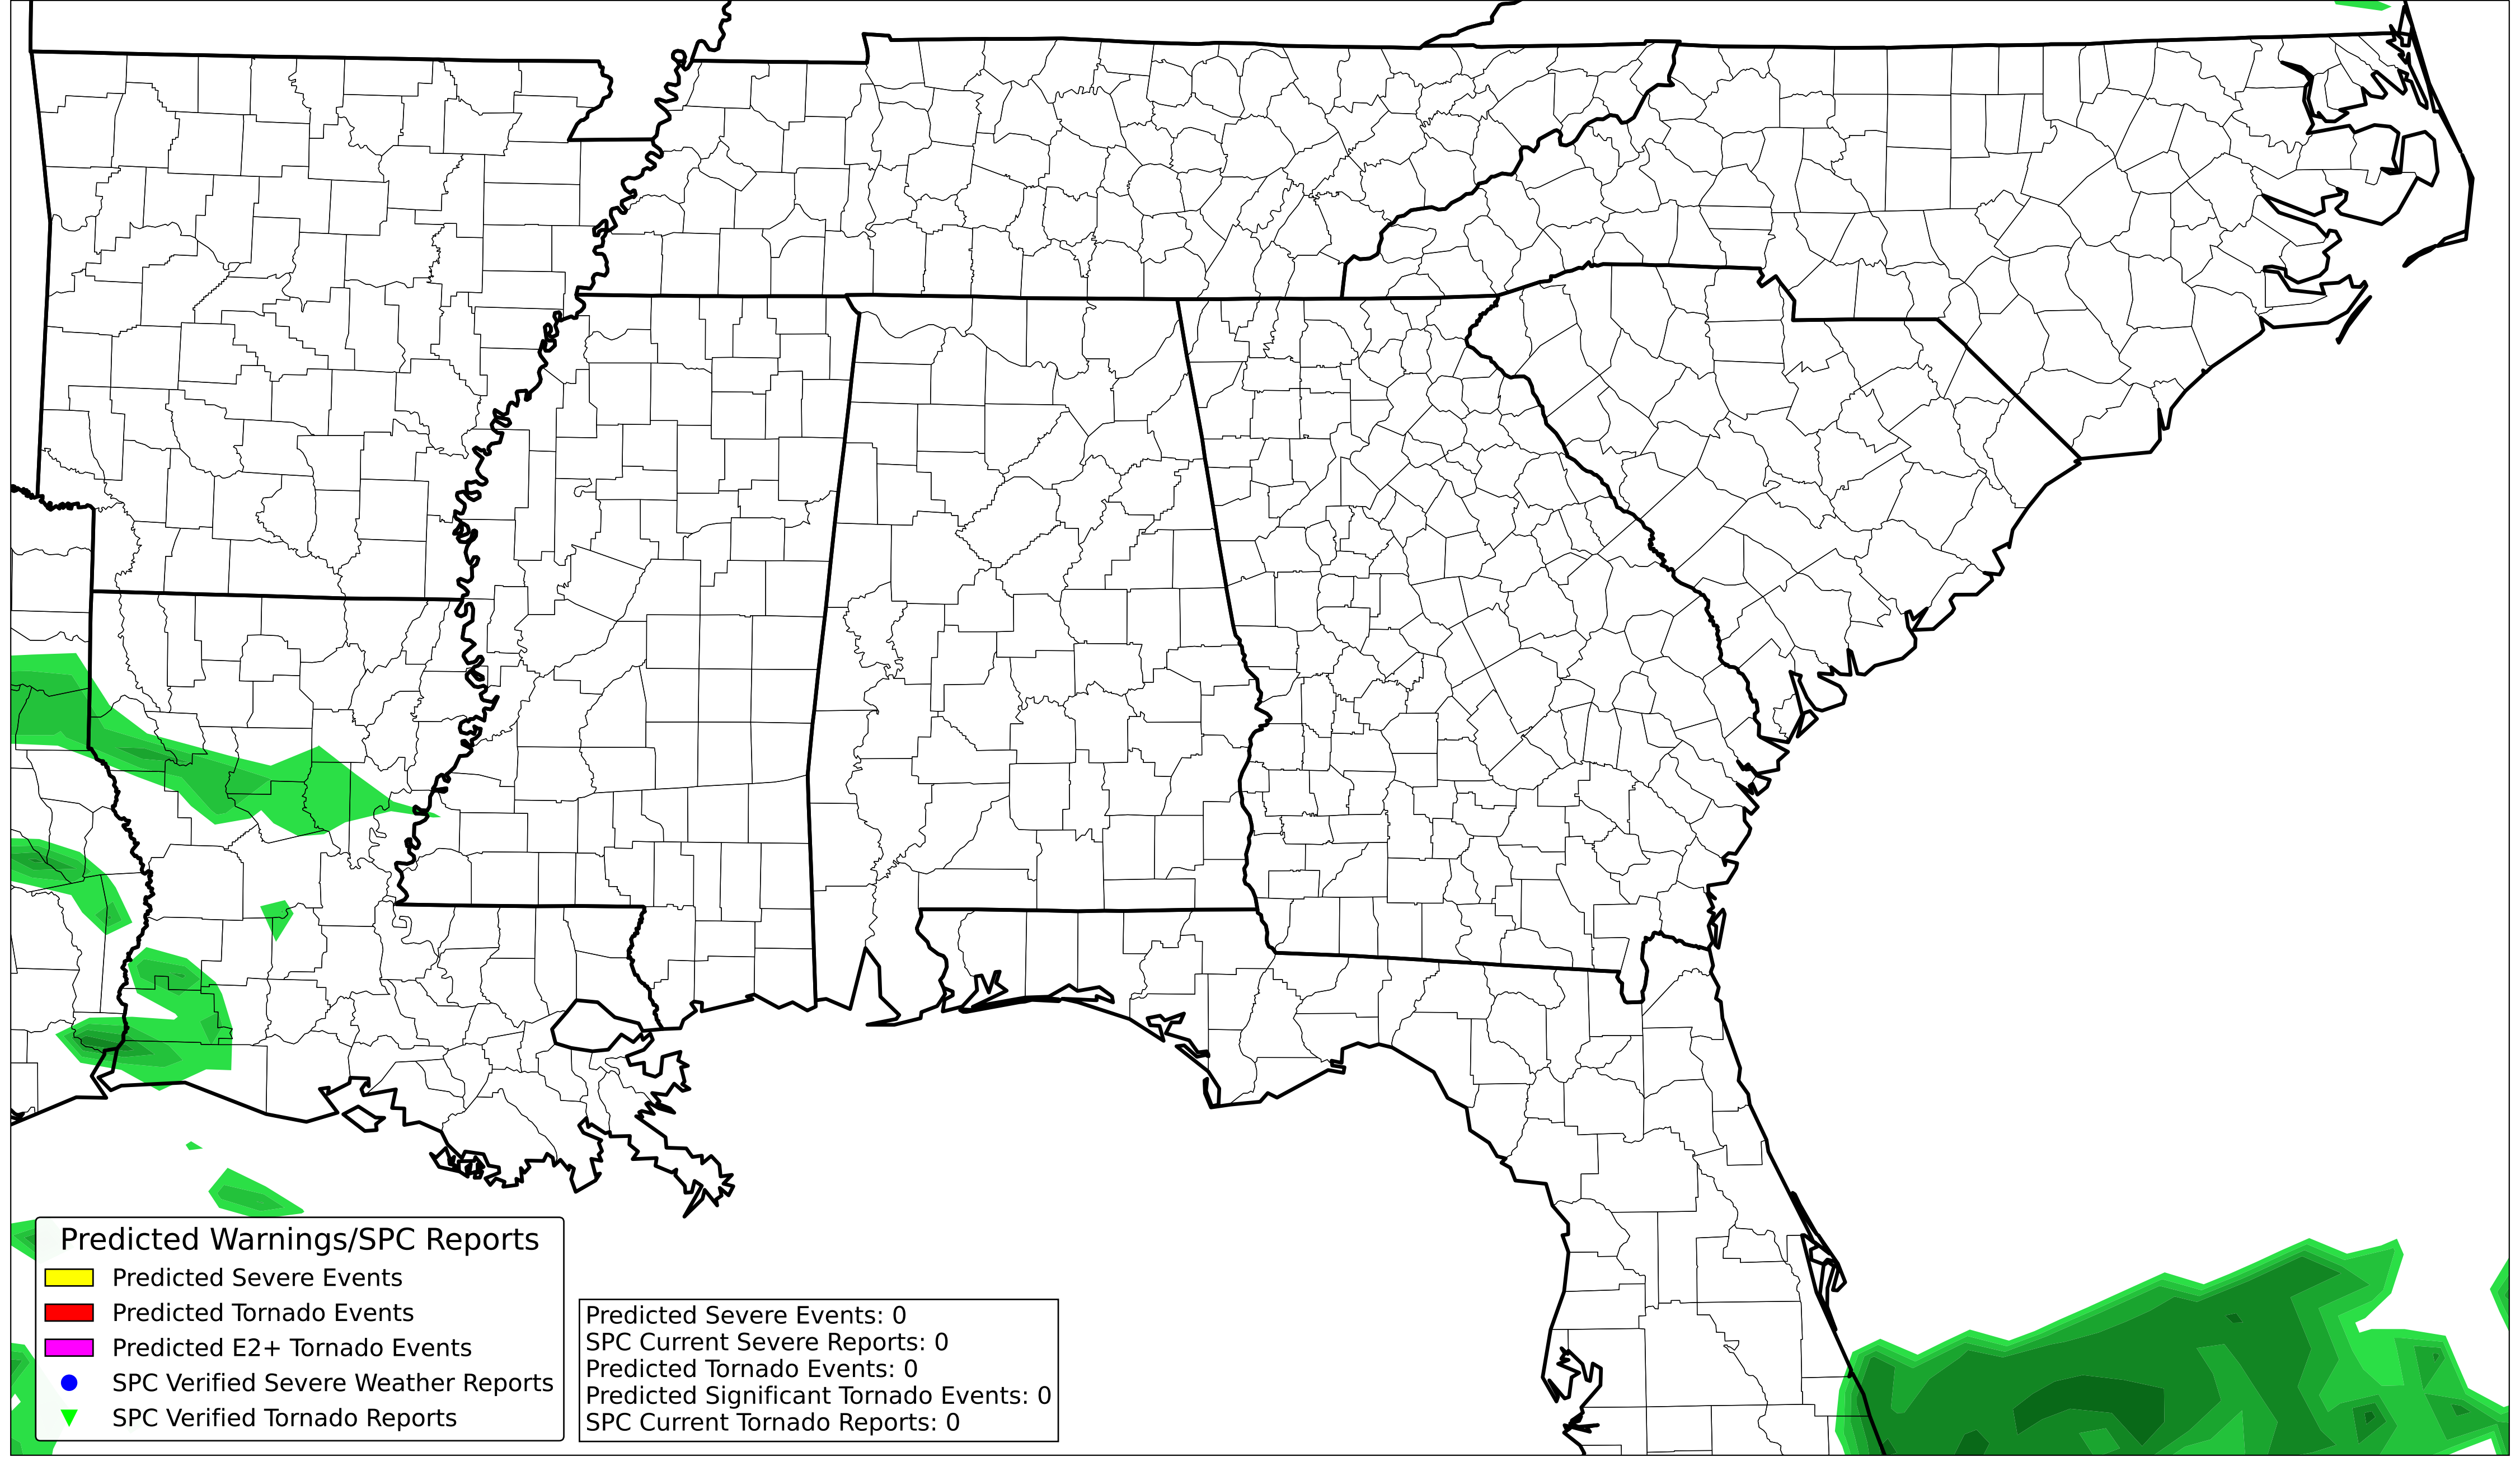 Predicted Warnings/SPC Reports
Predicted Severe Events
Predicted Tornado Events
Predicted E2+ Tornado Events
SPC Verified Severe Weather Reports
SPC Verified Tornado Reports
Predicted Severe Events: 0
SPC Current Severe Reports: 0
Predicted Tornado Events: 0
Predicted Significant Tornado Events: 0
SPC Current Tornado Reports: 0